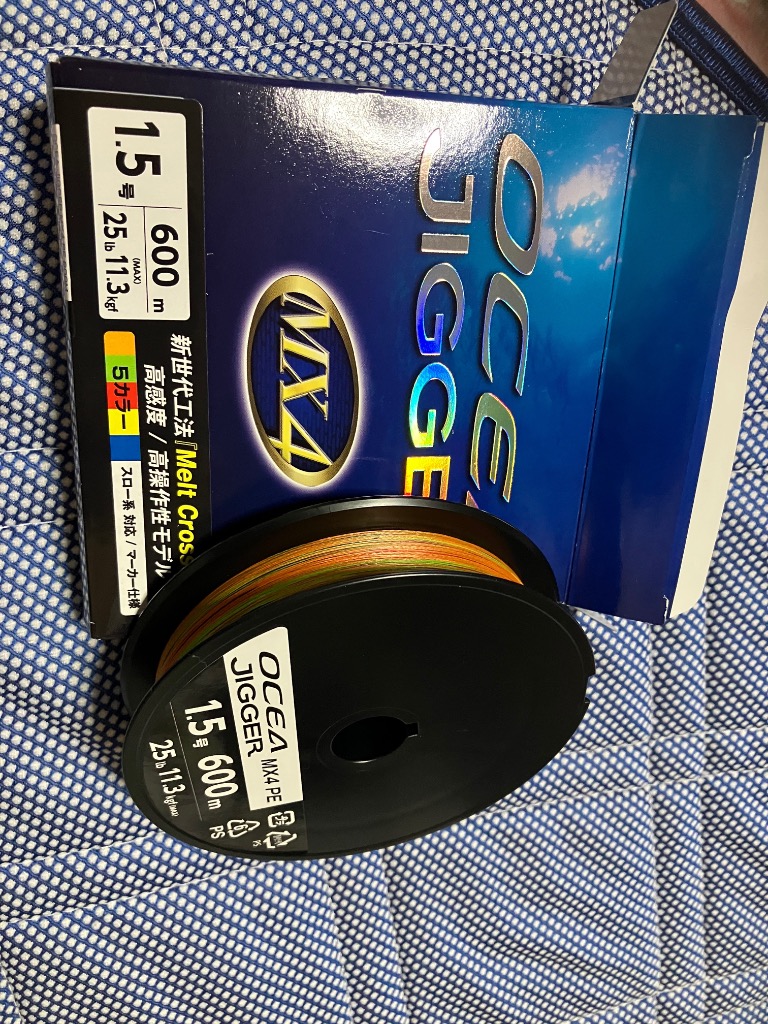 OCEA
JIGGE
MX4
1.5号
600m
(MAX)
25lb 11.3kgf
新世代工法『Melt Cross
高感度 / 高操作性モデル
5カラー
スロー系 対応 / マーカー仕様
OCEA
JIGGER MX4 PE
1.5号 600m
25lb 11.3kgf(MAX)
PS